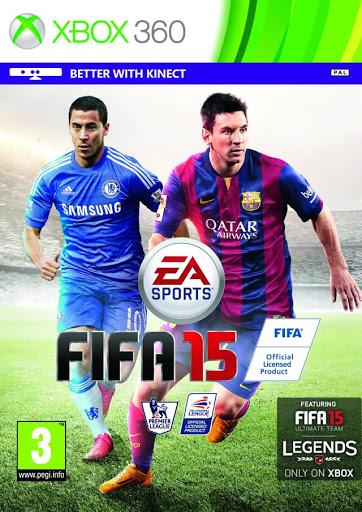 XBOX 360
BETTER WITH KINECT
PAL
SAMSUNG
QATAR
AIRWAYS
EA
SPORTS
FIFA 15
FIFA
Official
Licensed
Product
PREMIER
LEAGUE
OFFICIAL
LICENSED
PRODUCT
3
www.pegi.info
FEATURING
FIFA 15
ULTIMATE TEAM
LEGENDS
ONLY ON XBOX